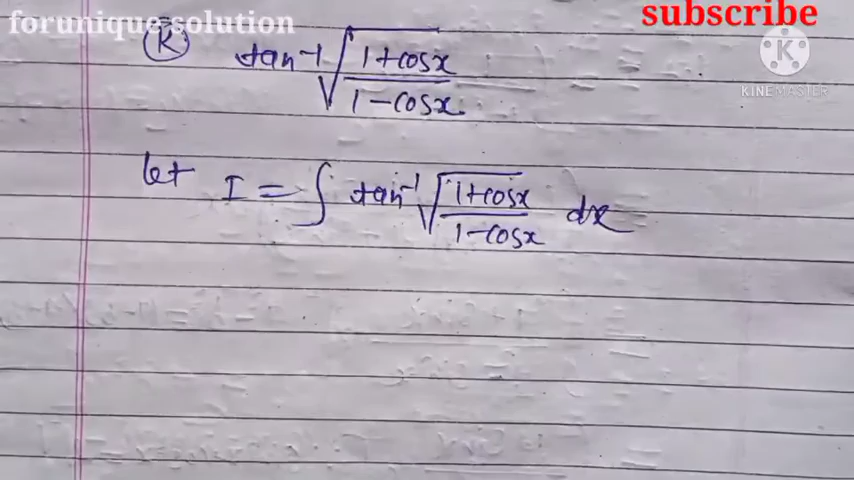 forunique solution
subscribe
(K) tan⁻¹ √(1+cosx / 1-cosx)
KINEMASTER
let I = ∫ tan⁻¹ √(1+cosx / 1-cosx) dx